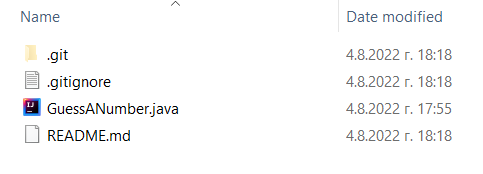 Name Date modified
.git 4.8.2022 г. 18:18
.gitignore 4.8.2022 г. 18:18
IJ GuessANumber.java 4.8.2022 г. 17:55
README.md 4.8.2022 г. 18:18